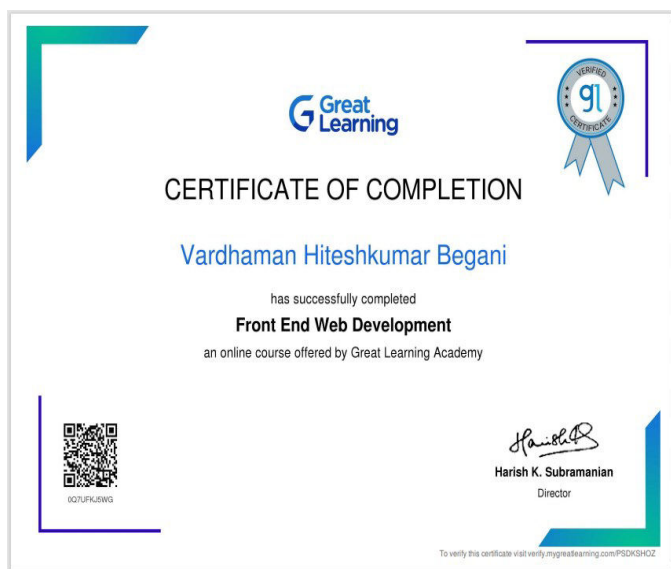 Great
Learning
VERIFIED
gl
CERTIFICATE
CERTIFICATE OF COMPLETION
Vardhaman Hiteshkumar Begani
has successfully completed
Front End Web Development
an online course offered by Great Learning Academy
0Q7UFKJ5WG
Harish K. Subramanian
Director
To verify this certificate visit verify.mygreatlearning.com/PSDKSHOZ